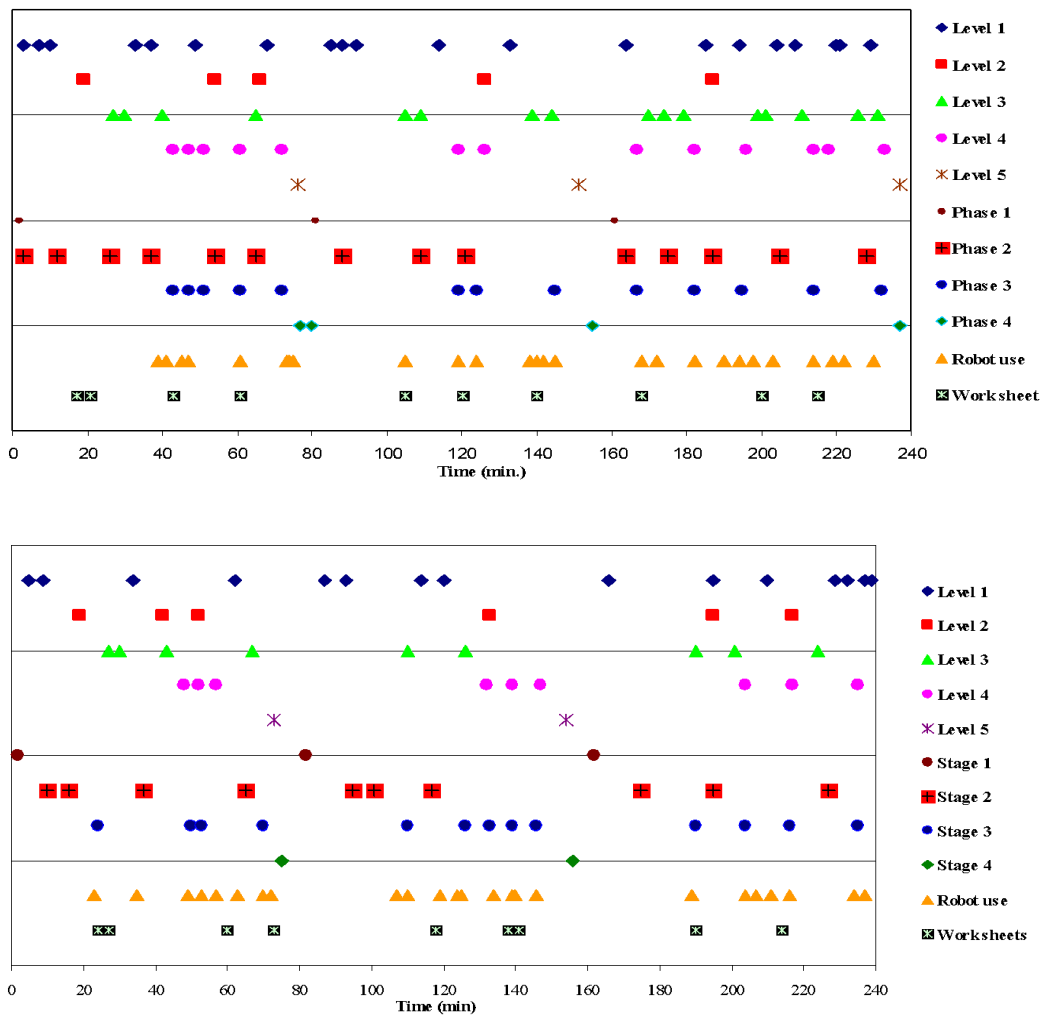 Level 1
Level 2
Level 3
Level 4
Level 5
Phase 1
Phase 2
Phase 3
Phase 4
Robot use
Worksheet
0 20 40 60 80 100 120 140 160 180 200 220 240
Time (min.)
Level 1
Level 2
Level 3
Level 4
Level 5
Stage 1
Stage 2
Stage 3
Stage 4
Robot use
Worksheets
0 20 40 60 80 100 120 140 160 180 200 220 240
Time (min)